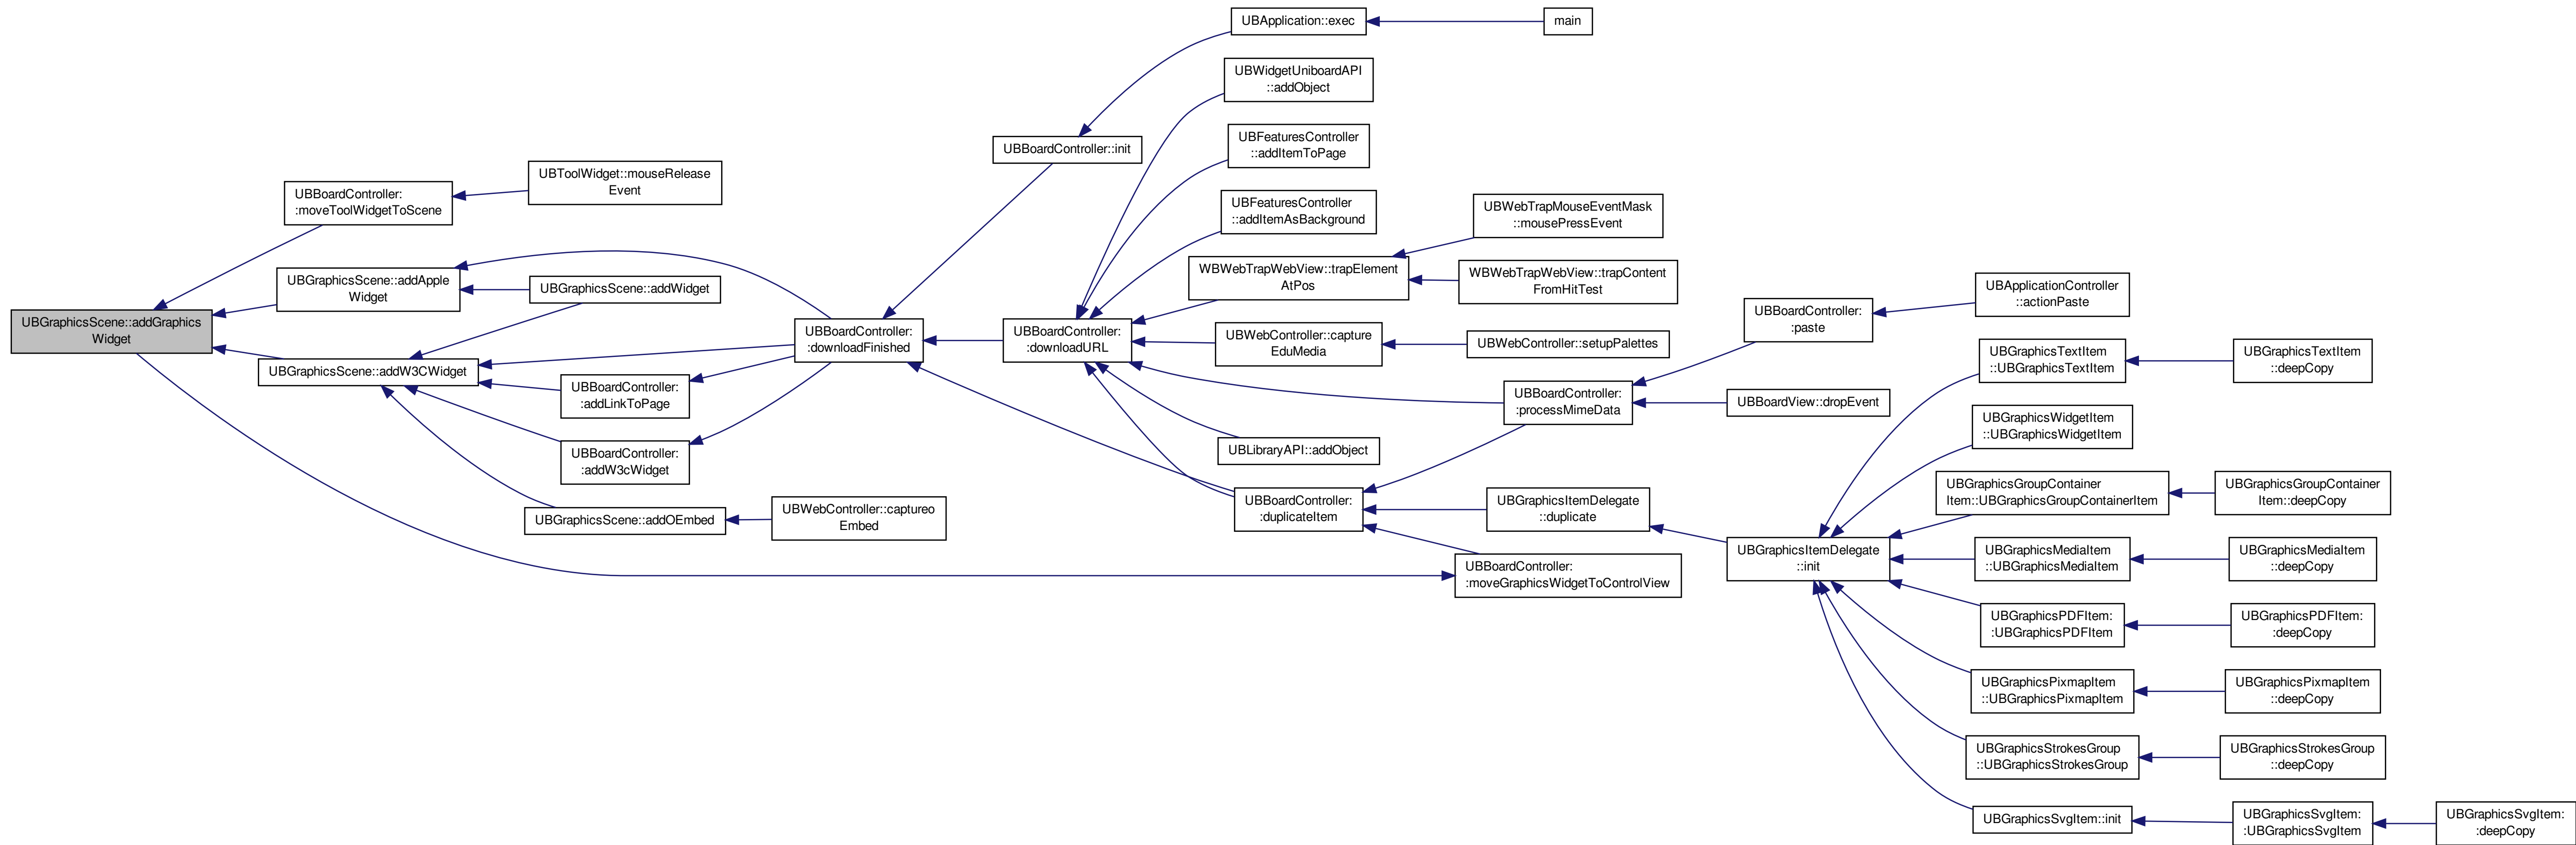 UBApplication::exec
main
UBWidgetUniboardAPI
::addObject
UBFeaturesController
::addItemToPage
UBBoardController::init
UBToolWidget::mouseRelease
Event
UBBoardController:
:moveToolWidgetToScene
UBFeaturesController
::addItemAsBackground
UBWebTrapMouseEventMask
::mousePressEvent
WBWebTrapWebView::trapElement
AtPos
WBWebTrapWebView::trapContent
FromHitTest
UBGraphicsScene::addApple
Widget
UBGraphicsScene::addWidget
UBApplicationController
::actionPaste
UBBoardController:
:paste
UBGraphicsScene::addGraphics
Widget
UBBoardController:
:downloadFinished
UBBoardController:
:downloadURL
UBWebController::capture
EduMedia
UBWebController::setupPalettes
UBGraphicsTextItem
::UBGraphicsTextItem
UBGraphicsTextItem
::deepCopy
UBGraphicsScene::addW3CWidget
UBBoardController:
:addLinkToPage
UBBoardController:
:processMimeData
UBBoardView::dropEvent
UBGraphicsWidgetItem
::UBGraphicsWidgetItem
UBBoardController:
:addW3cWidget
UBLibraryAPI::addObject
UBGraphicsGroupContainer
Item::UBGraphicsGroupContainerItem
UBGraphicsGroupContainer
Item::deepCopy
UBGraphicsScene::addOEmbed
UBWebController::captureo
Embed
UBBoardController:
:duplicateItem
UBGraphicsItemDelegate
::duplicate
UBGraphicsItemDelegate
::init
UBGraphicsMediaItem
::UBGraphicsMediaItem
UBGraphicsMediaItem
::deepCopy
UBBoardController:
:moveGraphicsWidgetToControlView
UBGraphicsPDFItem:
:UBGraphicsPDFItem
UBGraphicsPDFItem:
:deepCopy
UBGraphicsPixmapItem
::UBGraphicsPixmapItem
UBGraphicsPixmapItem
::deepCopy
UBGraphicsStrokesGroup
::UBGraphicsStrokesGroup
UBGraphicsStrokesGroup
::deepCopy
UBGraphicsSvgItem::init
UBGraphicsSvgItem:
:UBGraphicsSvgItem
UBGraphicsSvgItem:
:deepCopy